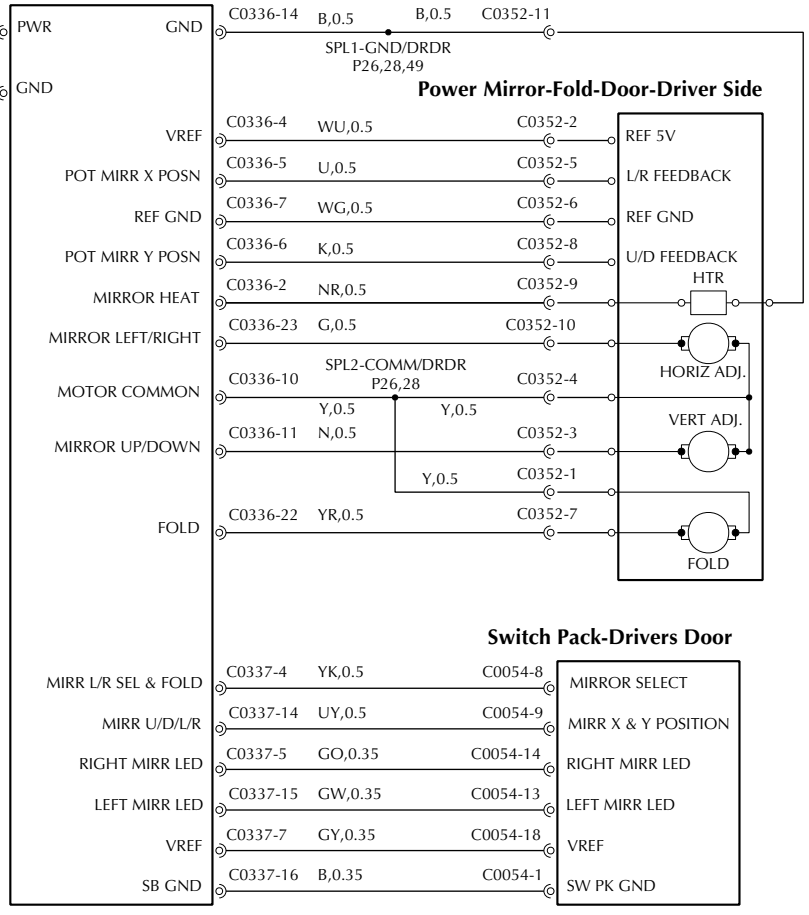 C0336-14 B,0.5 B,0.5 C0352-11
PWR GND
SPL1-GND/DRDR
P26,28,49
GND
Power Mirror-Fold-Door-Driver Side
C0336-4 WU,0.5 C0352-2
VREF REF 5V
C0336-5 U,0.5 C0352-5
POT MIRR X POSN L/R FEEDBACK
C0336-7 WG,0.5 C0352-6
REF GND REF GND
C0336-6 K,0.5 C0352-8
POT MIRR Y POSN U/D FEEDBACK
HTR
C0336-2 NR,0.5 C0352-9
MIRROR HEAT
C0336-23 G,0.5 C0352-10
MIRROR LEFT/RIGHT
HORIZ ADJ.
SPL2-COMM/DRDR
P26,28
C0336-10 C0352-4
MOTOR COMMON
Y,0.5 Y,0.5
VERT ADJ.
C0336-11 N,0.5 C0352-3
MIRROR UP/DOWN
Y,0.5 C0352-1
C0336-22 YR,0.5 C0352-7
FOLD
FOLD
Switch Pack-Drivers Door
C0337-4 YK,0.5 C0054-8
MIRR L/R SEL & FOLD MIRROR SELECT
C0337-14 UY,0.5 C0054-9
MIRR U/D/L/R MIRR X & Y POSITION
C0337-5 GO,0.35 C0054-14
RIGHT MIRR LED RIGHT MIRR LED
C0337-15 GW,0.35 C0054-13
LEFT MIRR LED LEFT MIRR LED
C0337-7 GY,0.35 C0054-18
VREF VREF
C0337-16 B,0.35 C0054-1
SB GND SW PK GND